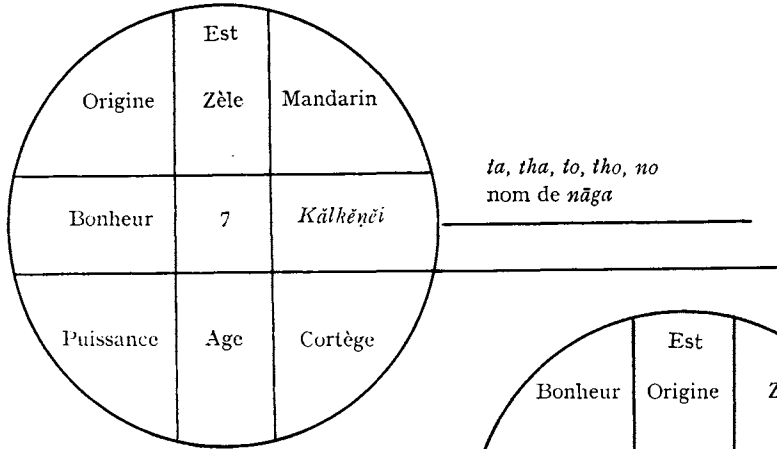 Est
Origine Zèle Mandarin
Bonheur 7 Kălkĕṇĕi
Puissance Age Cortège
ta, tha, to, tho, no
nom de nāga
Est
Bonheur Origine Z